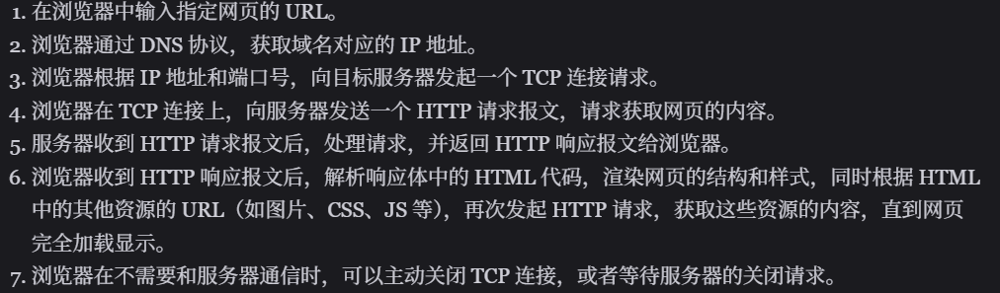 1. 在浏览器中输入指定网页的 URL。
2. 浏览器通过 DNS 协议，获取域名对应的 IP 地址。
3. 浏览器根据 IP 地址和端口号，向目标服务器发起一个 TCP 连接请求。
4. 浏览器在 TCP 连接上，向服务器发送一个 HTTP 请求报文，请求获取网页的内容。
5. 服务器收到 HTTP 请求报文后，处理请求，并返回 HTTP 响应报文给浏览器。
6. 浏览器收到 HTTP 响应报文后，解析响应体中的 HTML 代码，渲染网页的结构和样式，同时根据 HTML
中的其他资源的 URL（如图片、CSS、JS 等），再次发起 HTTP 请求，获取这些资源的内容，直到网页
完全加载显示。
7. 浏览器在不需要和服务器通信时，可以主动关闭 TCP 连接，或者等待服务器的关闭请求。